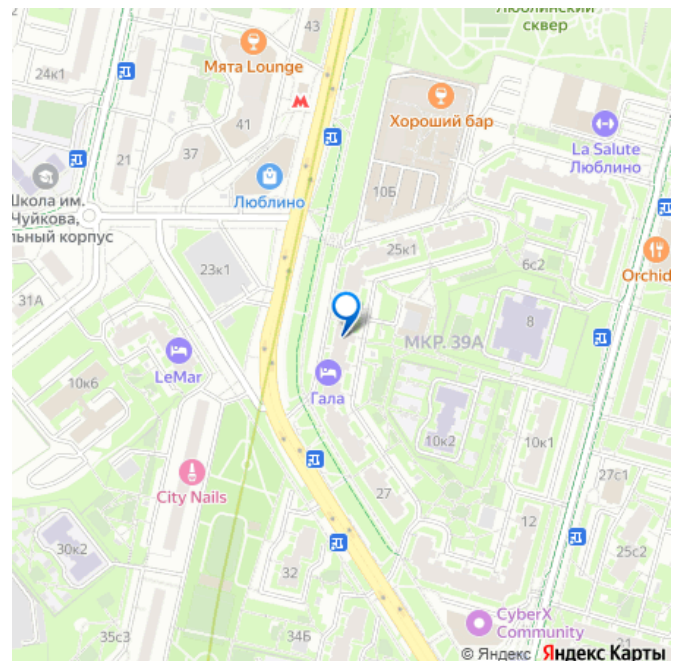 Люблинский
сквер
43
24к1
Мята Lounge
41
Хороший бар
La Salute
Люблино
21
37
10Б
Школа им.
Чуйкова,
льный корпус
Люблино
25к1
6с2
Orchid
23к1
31А
8
МКР. 39А
LeMar
10к6
Гала
10к2
10к1
City Nails
27с1
27
12
30к2
32
25с2
35с3
34Б
CyberX
Community
21
© Яндекс Яндекс Карты